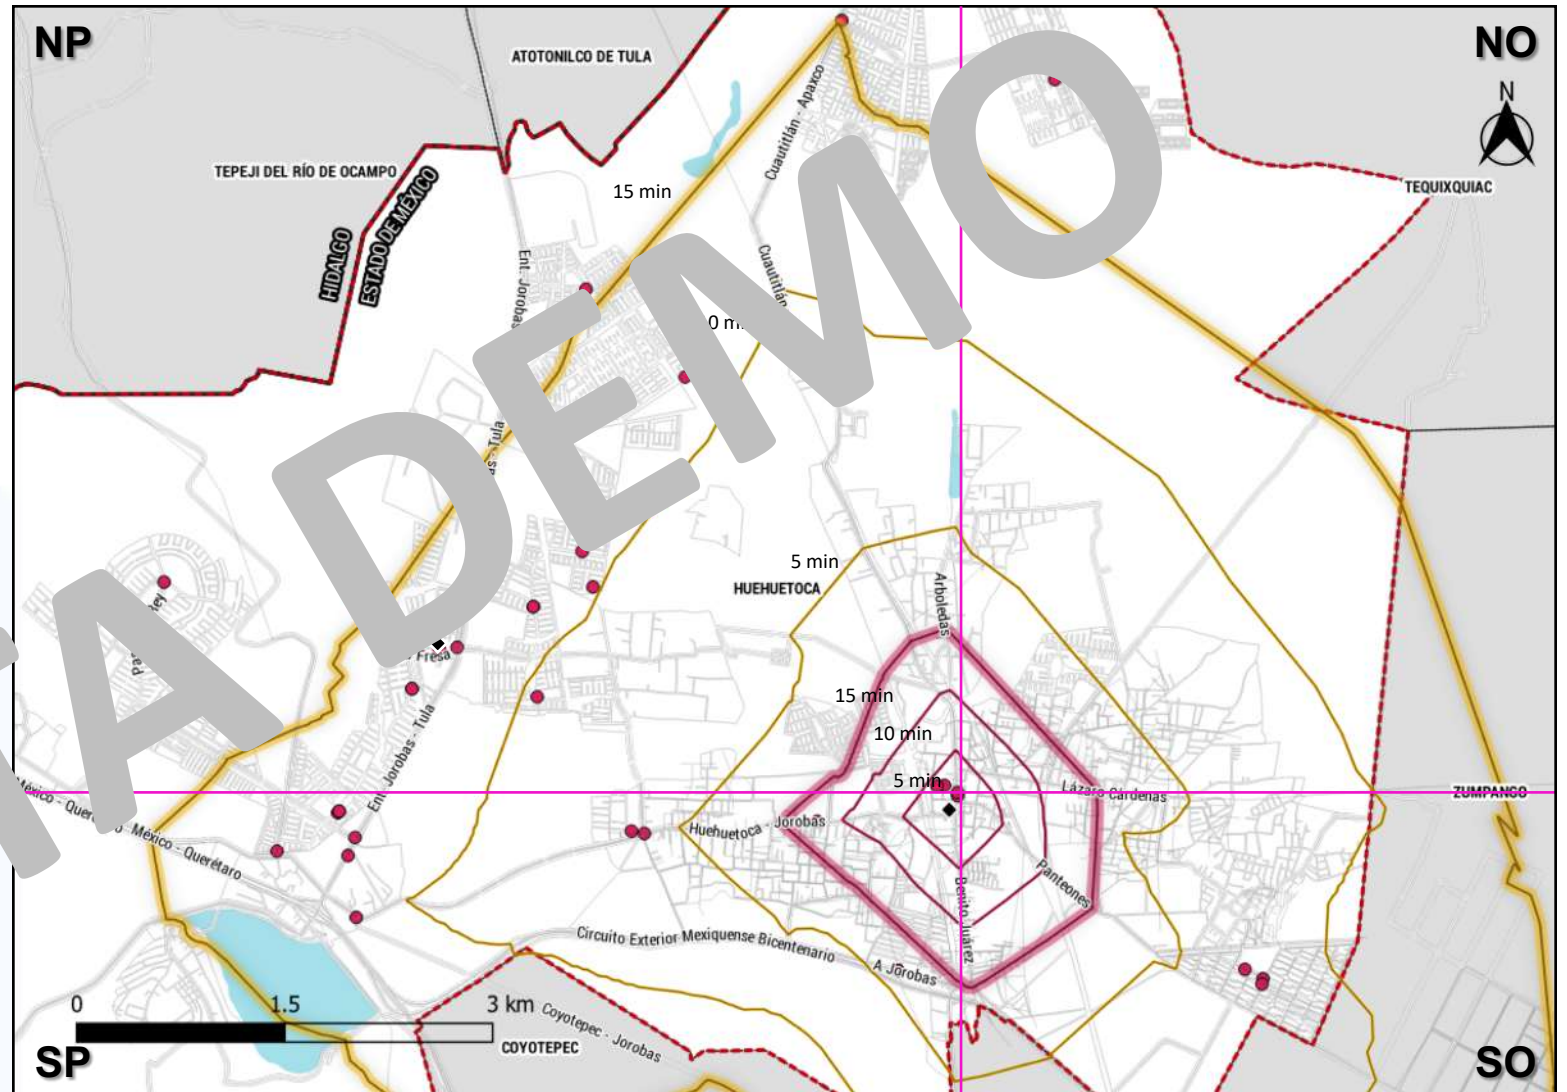 NP
NO
ATOTONILCO DE TULA
N
TEPEJI DEL RÍO DE OCAMPO
HIDALGO
ESTADO DE MÉXICO
Cuautitlán - Apaxco
15 min
TEQUIXQUIAC
Ent. Jorobas
Cuautitlán
DEMO
- Tula
5 min
HUEHUETOCA
Arboledas
Fresa
15 min
10 min
5 min
Lázaro Cárdenas
ZUMPANGO
Ent. Jorobas - Tula
México - Querétaro
Huehuetoca - Jorobas
Panteones
Benito Juárez
Circuito Exterior Mexiquense Bicentenario
A Jorobas
0 1.5 3 km
Coyotepec - Jorobas
COYOTEPEC
SP
SO